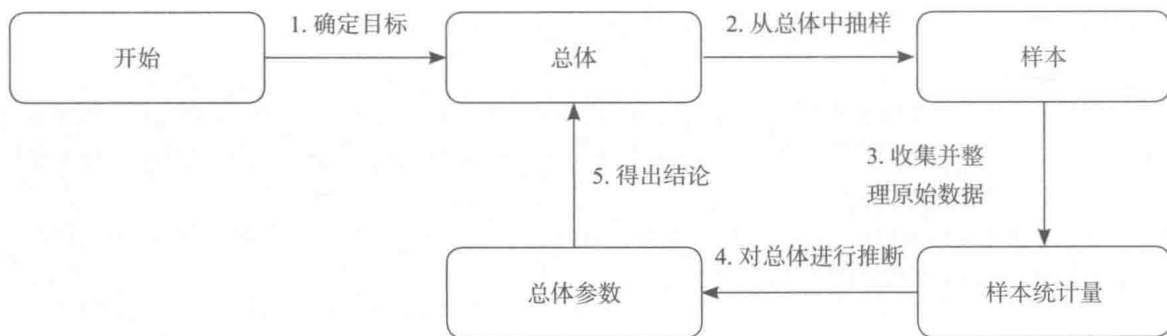 1. 确定目标
2. 从总体中抽样
开始
总体
样本
3. 收集并整
理原始数据
5. 得出结论
4. 对总体进行推断
总体参数
样本统计量